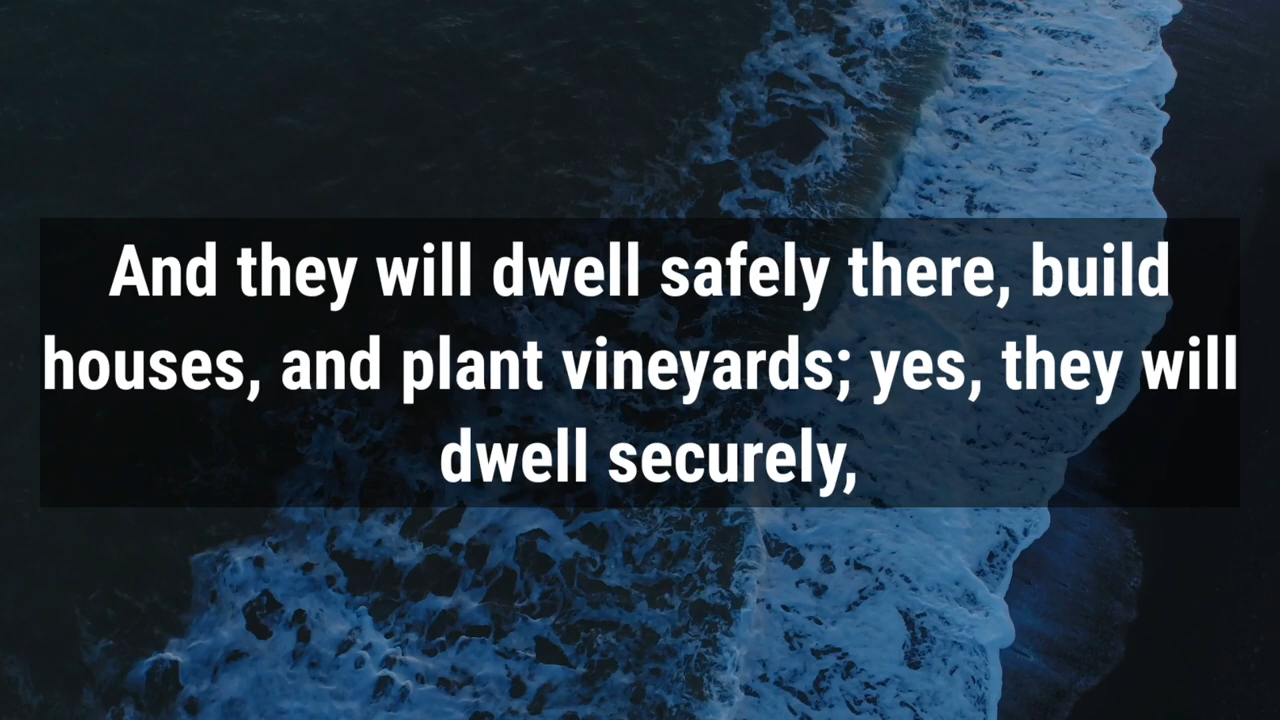 And they will dwell safely there, build
houses, and plant vineyards; yes, they will
dwell securely,